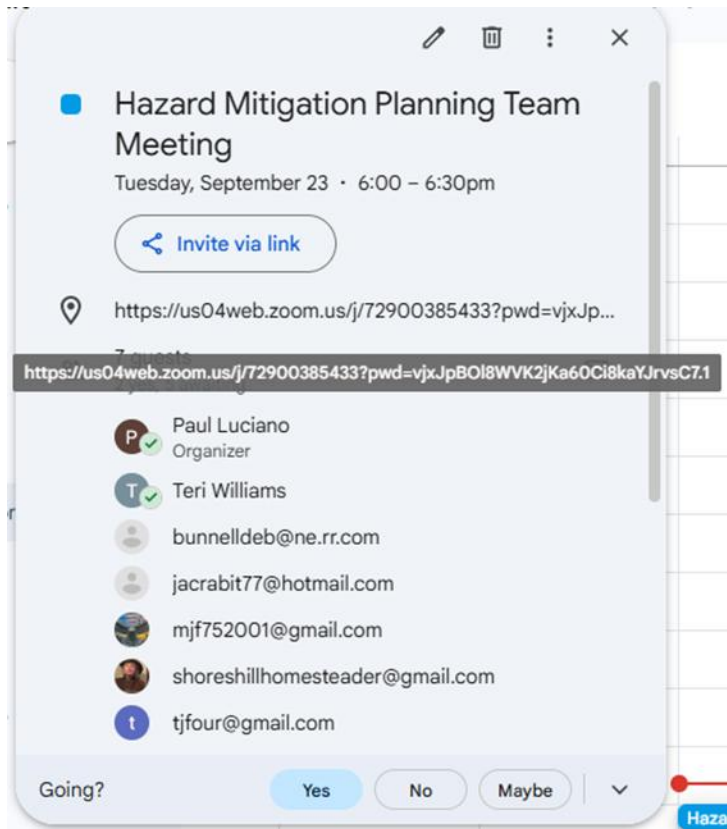 Hazard Mitigation Planning Team
Meeting
Tuesday, September 23 · 6:00 – 6:30pm
Invite via link
https://us04web.zoom.us/j/72900385433?pwd=vjxJp...
7 guests
https://us04web.zoom.us/j/72900385433?pwd=vjxJpBOl8WVK2jKa60Ci8kaYJrvsC7.1
Paul Luciano
P
Organizer
T
Teri Williams
bunnelldeb@ne.rr.com
jacrabit77@hotmail.com
mjf752001@gmail.com
shoreshillhomesteader@gmail.com
t
tjfour@gmail.com
Going?
Yes
No
Maybe
Haza